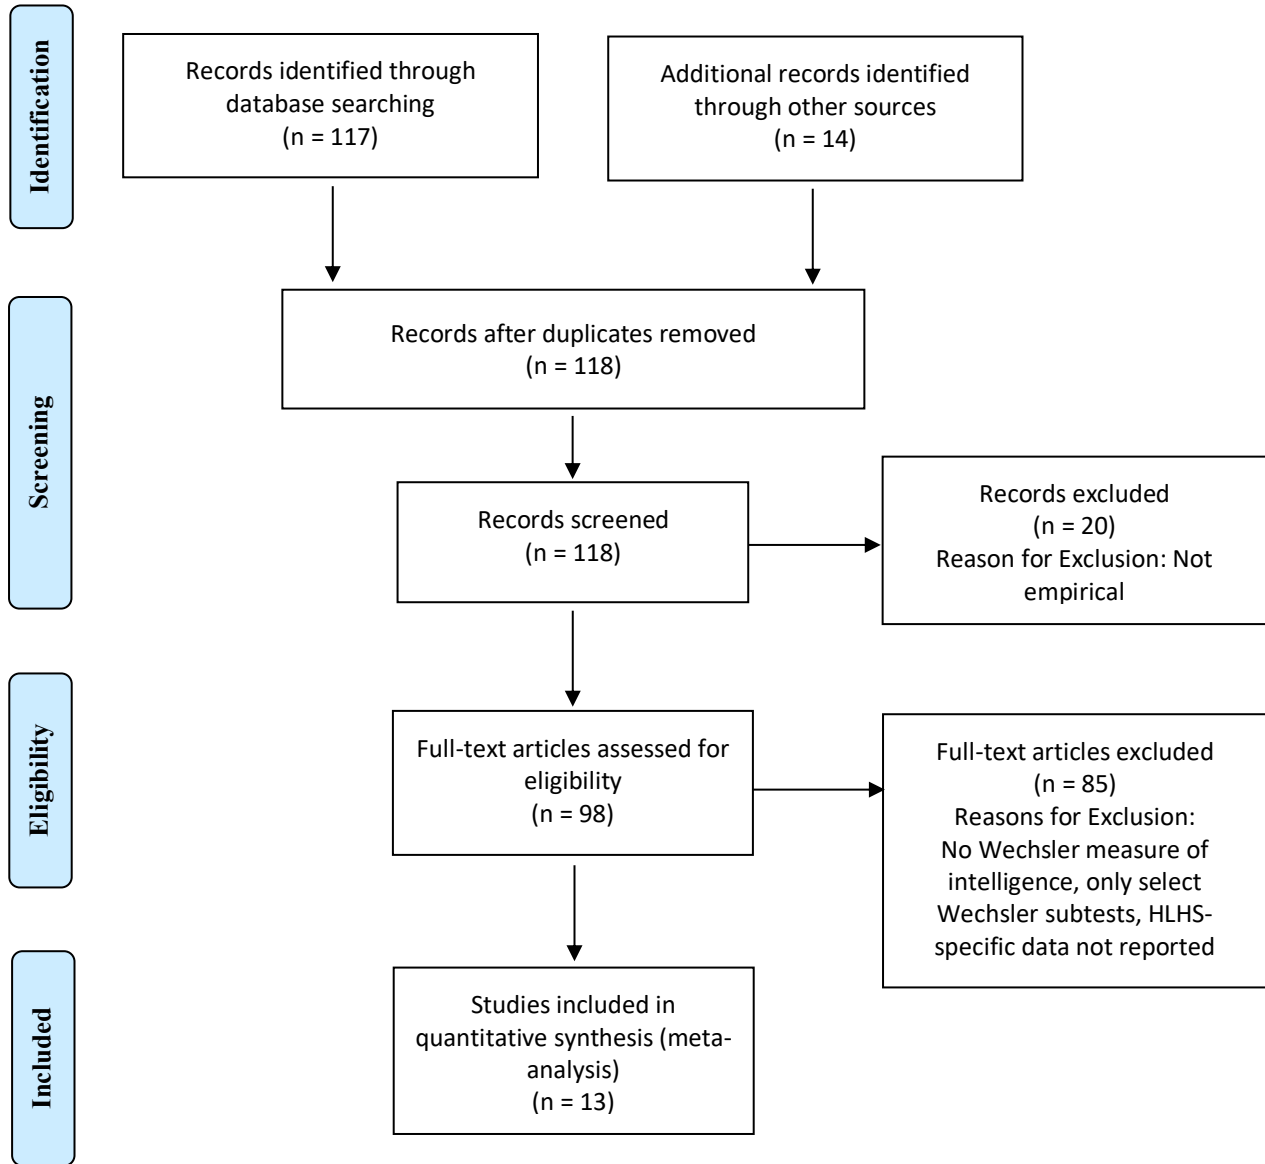 Identification
Records identified through
database searching
(n = 117)
Additional records identified
through other sources
(n = 14)
Screening
Records after duplicates removed
(n = 118)
Records screened
(n = 118)
Records excluded
(n = 20)
Reason for Exclusion: Not
empirical
Eligibility
Full-text articles assessed for
eligibility
(n = 98)
Full-text articles excluded
(n = 85)
Reasons for Exclusion:
No Wechsler measure of
intelligence, only select
Wechsler subtests, HLHS-
specific data not reported
Included
Studies included in
quantitative synthesis (meta-
analysis)
(n = 13)